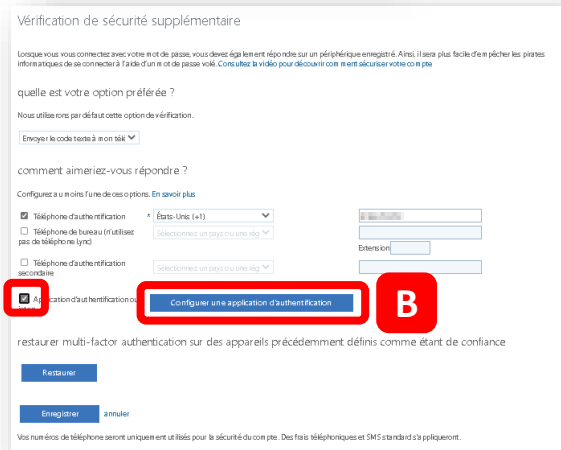 Vérification de sécurité supplémentaire
Lorsque vous vous connectez avec votre mot de passe, vous devez également répondre sur un périphérique enregistré. Ainsi, il sera plus facile d'empêcher les pirates
informatiques de se connecter à l'aide d'un mot de passe volé. Consultez la vidéo pour découvrir comment sécuriser votre compte
quelle est votre option préférée ?
Nous utiliserons par défaut cette option de vérification.
Envoyer le code texte à mon télé
comment aimeriez-vous répondre ?
Configurez au moins l'une de ces options. En savoir plus
Téléphone d'authentification * États-Unis (+1)
Téléphone de bureau (n'utilisez Sélectionnez un pays ou une rég
pas de téléphone Lync) Extension
Téléphone d'authentification
secondaire Sélectionnez un pays ou une rég
Application d'authentification ou Configurer une application d'authentification B
restaurer multi-factor authentication sur des appareils précédemment définis comme étant de confiance
Restaurer
Enregistrer annuler
Vos numéros de téléphone seront uniquement utilisés pour la sécurité du compte. Des frais téléphoniques et SMS standard s'appliqueront.